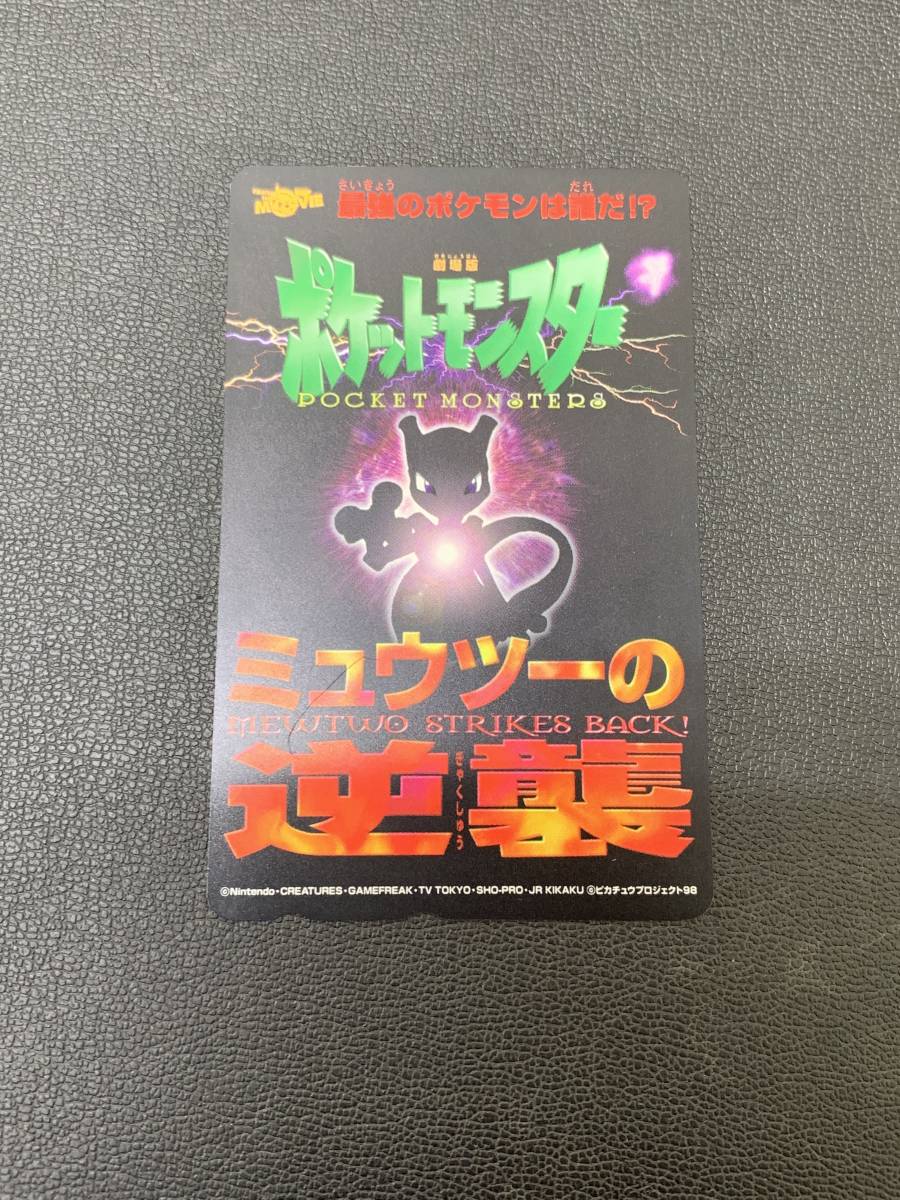 MOVIE
さいきょう だれ
最強のポケモンは誰だ!?
げきじょうばん
劇場版
ポケットモンスター
POCKET MONSTERS
ミュウツーの
MEWTWO STRIKES BACK!
逆襲
ぎゃくしゅう
©Nintendo・CREATURES・GAMEFREAK・TV TOKYO・SHO-PRO・JR KIKAKU ©ピカチュウプロジェクト98